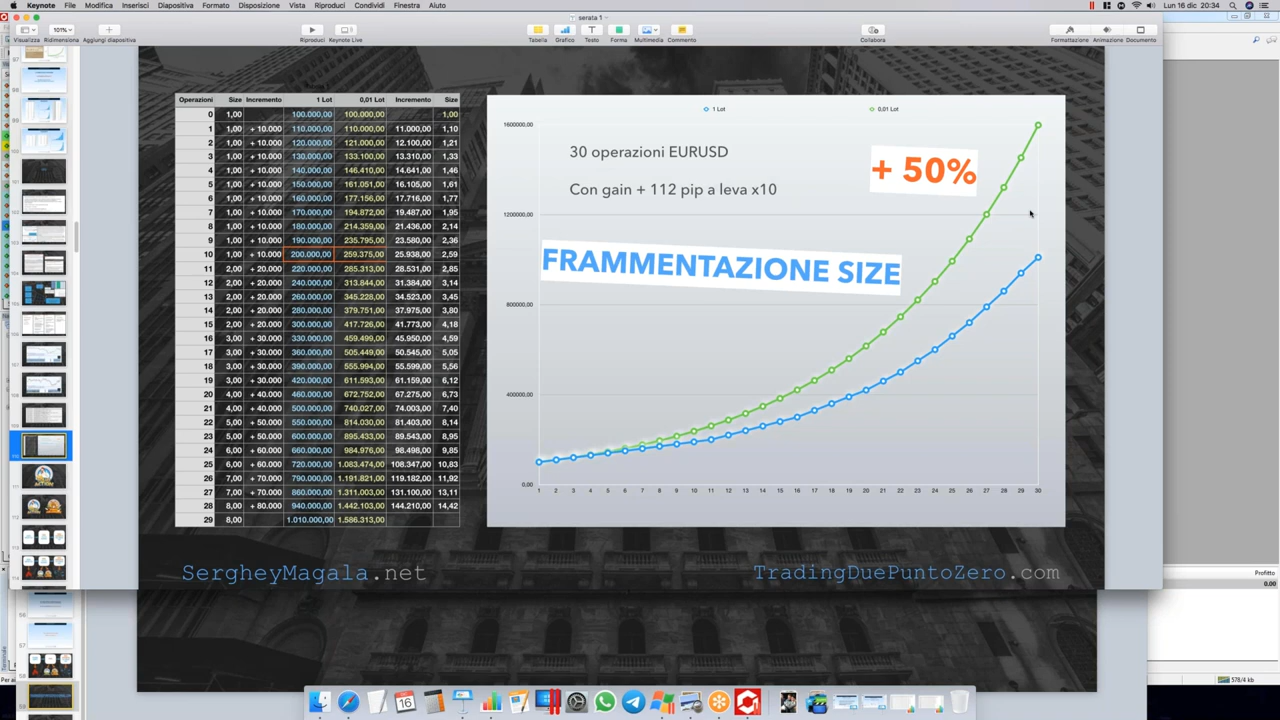 Keynote File Modifica Inserisci Diapositiva Formato Disposizione Vista Riproduci Condividi Finestra Aiuto Lun 16 dic 20:34
serata 1
101%
Visualizza Ridimensiona Aggiungi diapositiva Riproduci Keynote Live Tabella Grafico Testo Forma Multimedia Commento Collabora Formattazione Animazione Documento
Operazioni Size Incremento 1 Lot 0,01 Lot Incremento Size
0 1,00 100.000,00 100.000,00 1,00
1 1,00 + 10.000 110.000,00 110.000,00 11.000,00 1,10
2 1,00 + 10.000 120.000,00 121.000,00 12.100,00 1,21
3 1,00 + 10.000 130.000,00 133.100,00 13.310,00 1,33
4 1,00 + 10.000 140.000,00 146.410,00 14.641,00 1,46
5 1,00 + 10.000 150.000,00 161.051,00 16.105,00 1,61
6 1,00 + 10.000 160.000,00 177.156,00 17.716,00 1,77
7 1,00 + 10.000 170.000,00 194.872,00 19.487,00 1,95
8 1,00 + 10.000 180.000,00 214.359,00 21.436,00 2,14
9 1,00 + 10.000 190.000,00 235.795,00 23.580,00 2,36
10 1,00 + 10.000 200.000,00 259.375,00 25.938,00 2,59
11 2,00 + 20.000 220.000,00 285.313,00 28.531,00 2,85
12 2,00 + 20.000 240.000,00 313.844,00 31.384,00 3,14
13 2,00 + 20.000 260.000,00 345.228,00 34.523,00 3,45
14 2,00 + 20.000 280.000,00 379.751,00 37.975,00 3,80
15 2,00 + 20.000 300.000,00 417.726,00 41.773,00 4,18
16 3,00 + 30.000 330.000,00 459.499,00 45.950,00 4,59
17 3,00 + 30.000 360.000,00 505.449,00 50.545,00 5,05
18 3,00 + 30.000 390.000,00 555.994,00 55.599,00 5,56
19 3,00 + 30.000 420.000,00 611.593,00 61.159,00 6,12
20 4,00 + 40.000 460.000,00 672.752,00 67.275,00 6,73
21 4,00 + 40.000 500.000,00 740.027,00 74.003,00 7,40
22 5,00 + 50.000 550.000,00 814.030,00 81.403,00 8,14
23 5,00 + 50.000 600.000,00 895.433,00 89.543,00 8,95
24 6,00 + 60.000 660.000,00 984.976,00 98.498,00 9,85
25 6,00 + 60.000 720.000,00 1.083.474,00 108.347,00 10,83
26 7,00 + 70.000 790.000,00 1.191.821,00 119.182,00 11,92
27 7,00 + 70.000 860.000,00 1.311.003,00 131.100,00 13,11
28 8,00 + 80.000 940.000,00 1.442.103,00 144.210,00 14,42
29 8,00 1.010.000,00 1.586.313,00
1 Lot 0,01 Lot
1600000,00
30 operazioni EURUSD
+ 50%
Con gain + 112 pip a leva x10
1200000,00
FRAMMENTAZIONE SIZE
800000,00
400000,00
0,00
1 2 3 4 5 6 7 8 9 10 11 12 13 14 15 16 17 18 19 20 21 22 23 24 25 26 27 28 29 30
SergheyMagala.net
TradingDuePuntoZero.com
Profitto
0.00
578/4 kb